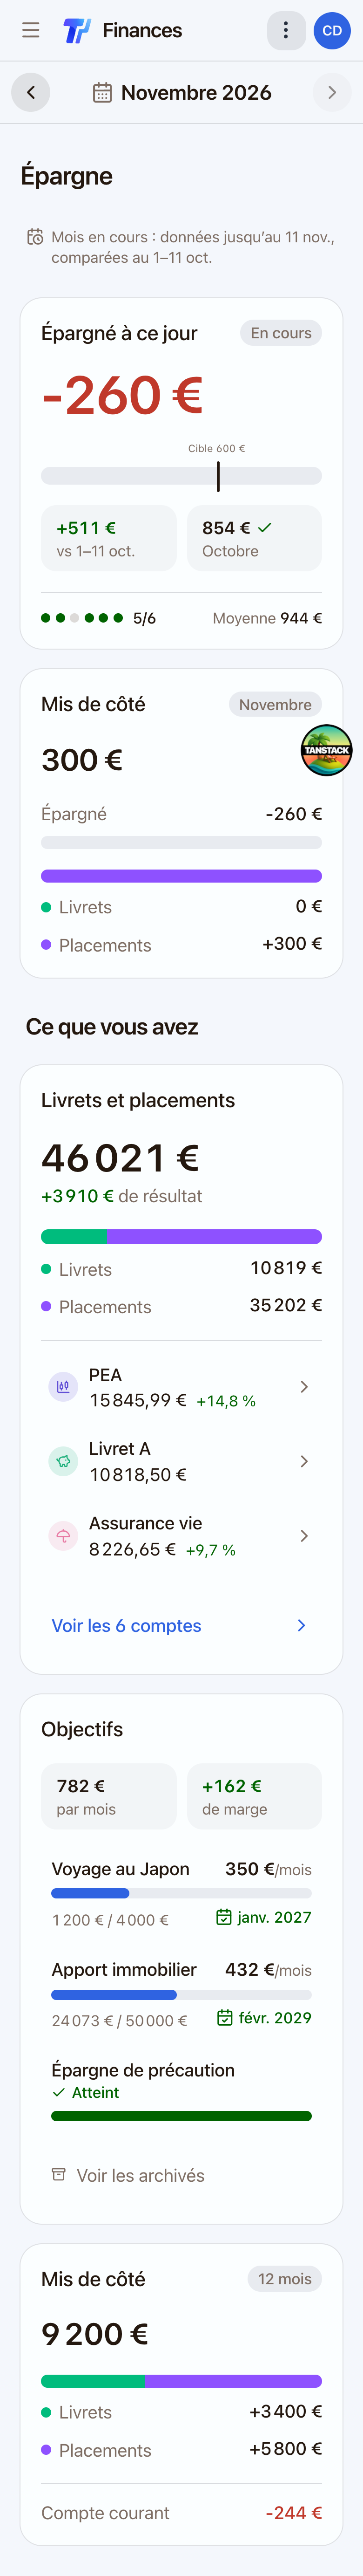 Finances
CD
Novembre 2026
Épargne
Mois en cours : données jusqu’au 11 nov.,
comparées au 1–11 oct.
Épargné à ce jour
En cours
-260 €
Cible 600 €
+511 €
vs 1–11 oct.
854 €
Octobre
5/6
Moyenne 944 €
Mis de côté
Novembre
300 €
TANSTACK
Épargné
-260 €
Livrets
0 €
Placements
+300 €
Ce que vous avez
Livrets et placements
46 021 €
+3 910 € de résultat
Livrets
10 819 €
Placements
35 202 €
PEA
15 845,99 € +14,8 %
Livret A
10 818,50 €
Assurance vie
8 226,65 € +9,7 %
Voir les 6 comptes
Objectifs
782 €
par mois
+162 €
de marge
Voyage au Japon
350 €/mois
1 200 € / 4 000 €
janv. 2027
Apport immobilier
432 €/mois
24 073 € / 50 000 €
févr. 2029
Épargne de précaution
Atteint
Voir les archivés
Mis de côté
12 mois
9 200 €
Livrets
+3 400 €
Placements
+5 800 €
Compte courant
-244 €